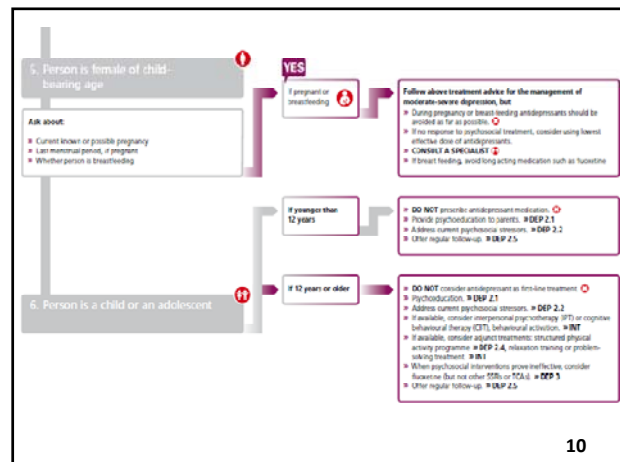 5. Person is female of child-
bearing age
Ask about:
» Current known or possible pregnancy
» Last menstrual period, if pregnant
» Whether person is breastfeeding
YES
If pregnant or
breastfeeding
Follow above treatment advice for the management of
moderate-severe depression, but
» During pregnancy or breast-feeding antidepressants should be
avoided as far as possible.
» If no response to psychosocial treatment, consider using lowest
effective dose of antidepressants.
» CONSULT A SPECIALIST
» If breast feeding, avoid long acting medication such as fluoxetine
If younger than
12 years
» DO NOT prescribe antidepressant medication.
» Provide psychoeducation to parents. » DEP 2.1
» Address current psychosocial stressors. » DEP 2.2
» Offer regular follow-up. » DEP 2.5
6. Person is a child or an adolescent
If 12 years or older
» DO NOT consider antidepressant as first-line treatment.
» Psychoeducation. » DEP 2.1
» Address current psychosocial stressors. » DEP 2.2
» If available, consider interpersonal psychotherapy (IPT) or cognitive
behavioural therapy (CBT), behavioural activation. » INT
» If available, consider adjunct treatments: structured physical
activity programme » DEP 2.4, relaxation training or problem-
solving treatment. » INT
» When psychosocial interventions prove ineffective, consider
fluoxetine (but not other SSRIs or TCAs). » DEP 3
» Offer regular follow-up. » DEP 2.5
10